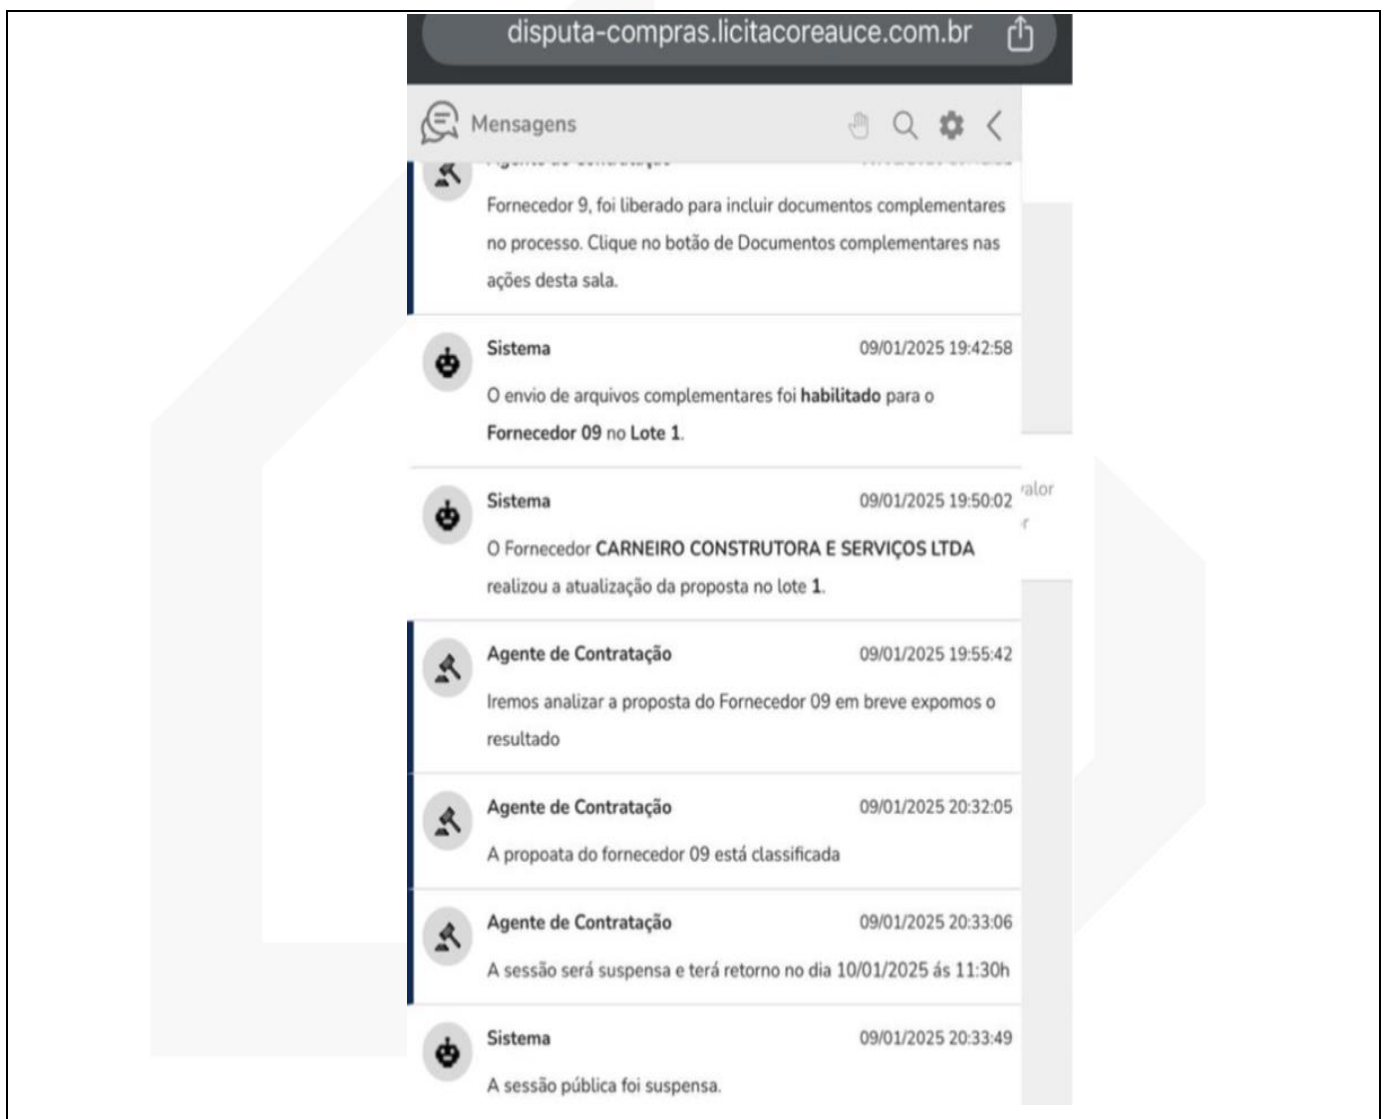 disputa-compras.licitacoreauce.com.br
Mensagens
Fornecedor 9, foi liberado para incluir documentos complementares
no processo. Clique no botão de Documentos complementares nas
ações desta sala.
Sistema 09/01/2025 19:42:58
O envio de arquivos complementares foi habilitado para o
Fornecedor 09 no Lote 1.
Sistema 09/01/2025 19:50:02
O Fornecedor CARNEIRO CONSTRUTORA E SERVIÇOS LTDA
realizou a atualização da proposta no lote 1.
Agente de Contratação 09/01/2025 19:55:42
Iremos analizar a proposta do Fornecedor 09 em breve expomos o
resultado
Agente de Contratação 09/01/2025 20:32:05
A propoata do fornecedor 09 está classificada
Agente de Contratação 09/01/2025 20:33:06
A sessão será suspensa e terá retorno no dia 10/01/2025 ás 11:30h
Sistema 09/01/2025 20:33:49
A sessão pública foi suspensa.